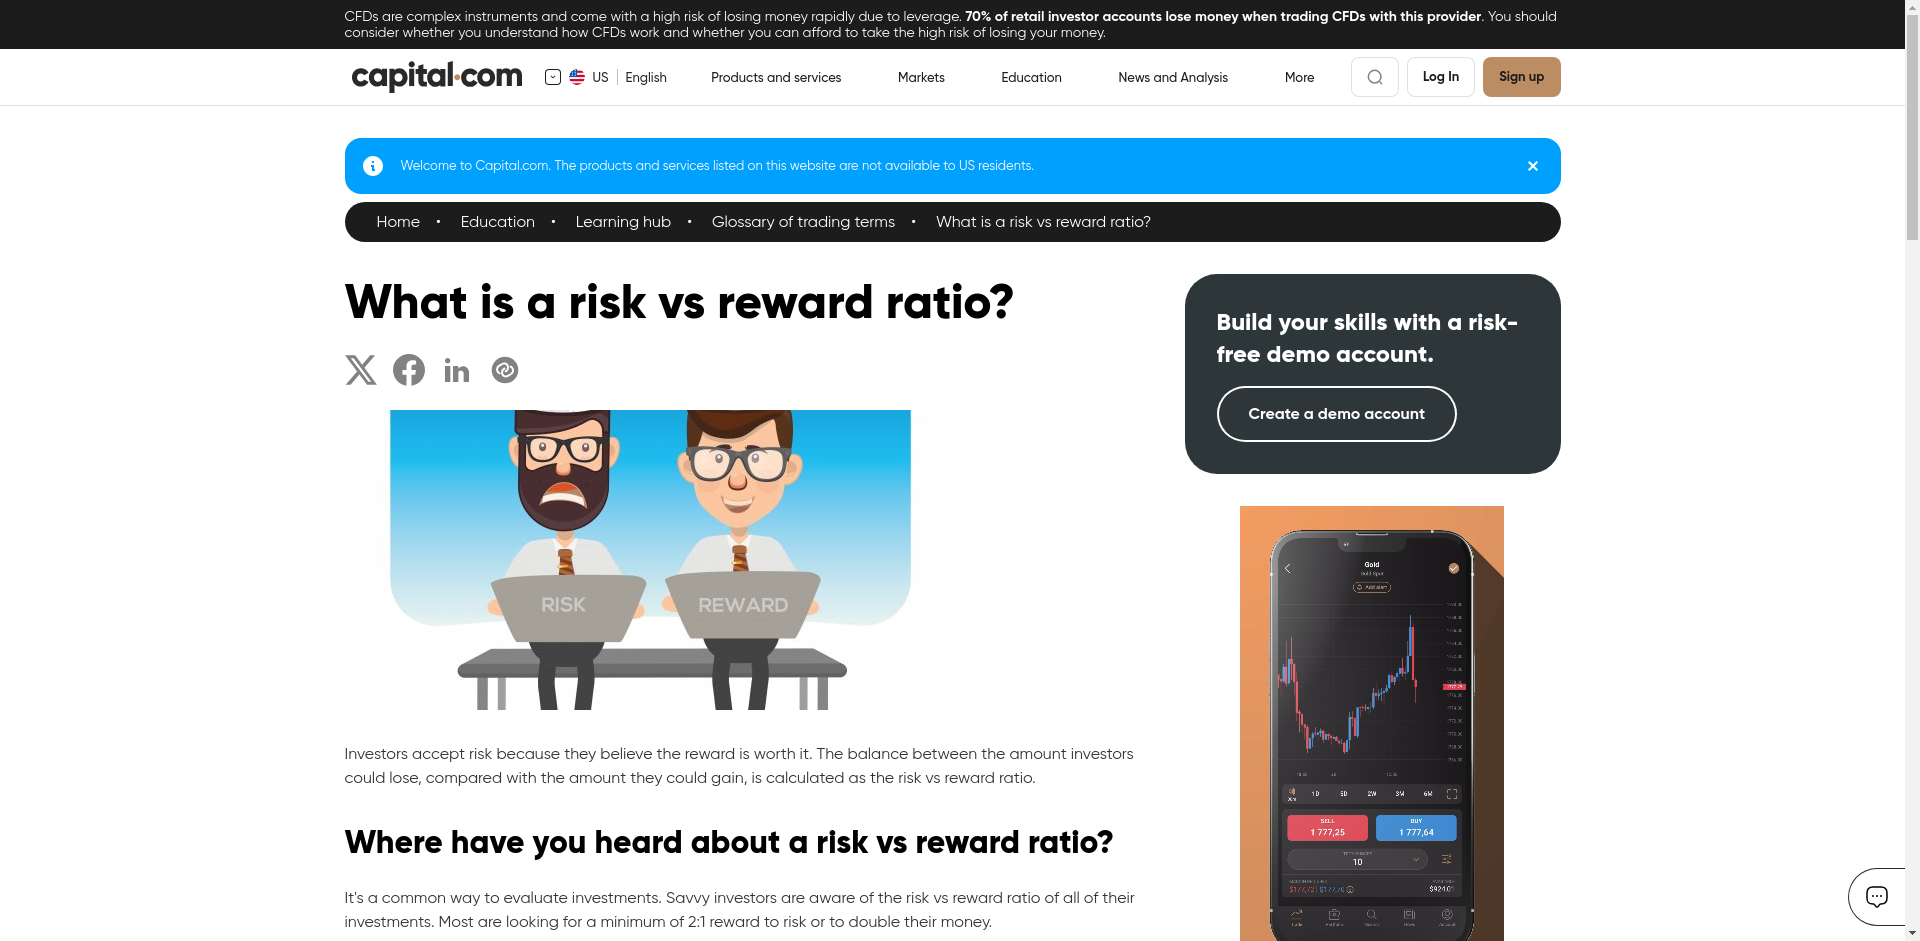 CFDs are complex instruments and come with a high risk of losing money rapidly due to leverage. 70% of retail investor accounts lose money when trading CFDs with this provider. You should
consider whether you understand how CFDs work and whether you can afford to take the high risk of losing your money.
capital.com
US
English
Products and services
Markets
Education
News and Analysis
More
Log In
Sign up
Welcome to Capital.com. The products and services listed on this website are not available to US residents.
Home • Education • Learning hub • Glossary of trading terms • What is a risk vs reward ratio?
What is a risk vs reward ratio?
RISK
REWARD
Investors accept risk because they believe the reward is worth it. The balance between the amount investors
could lose, compared with the amount they could gain, is calculated as the risk vs reward ratio.
Where have you heard about a risk vs reward ratio?
It's a common way to evaluate investments. Savvy investors are aware of the risk vs reward ratio of all of their
investments. Most are looking for a minimum of 2:1 reward to risk or to double their money.
Build your skills with a risk-
free demo account.
Create a demo account
Gold
Gold Spot
Add alert
1D 5D 2W 3M 6M
SELL
1 777,25
BUY
1 777,64
10
$924.01